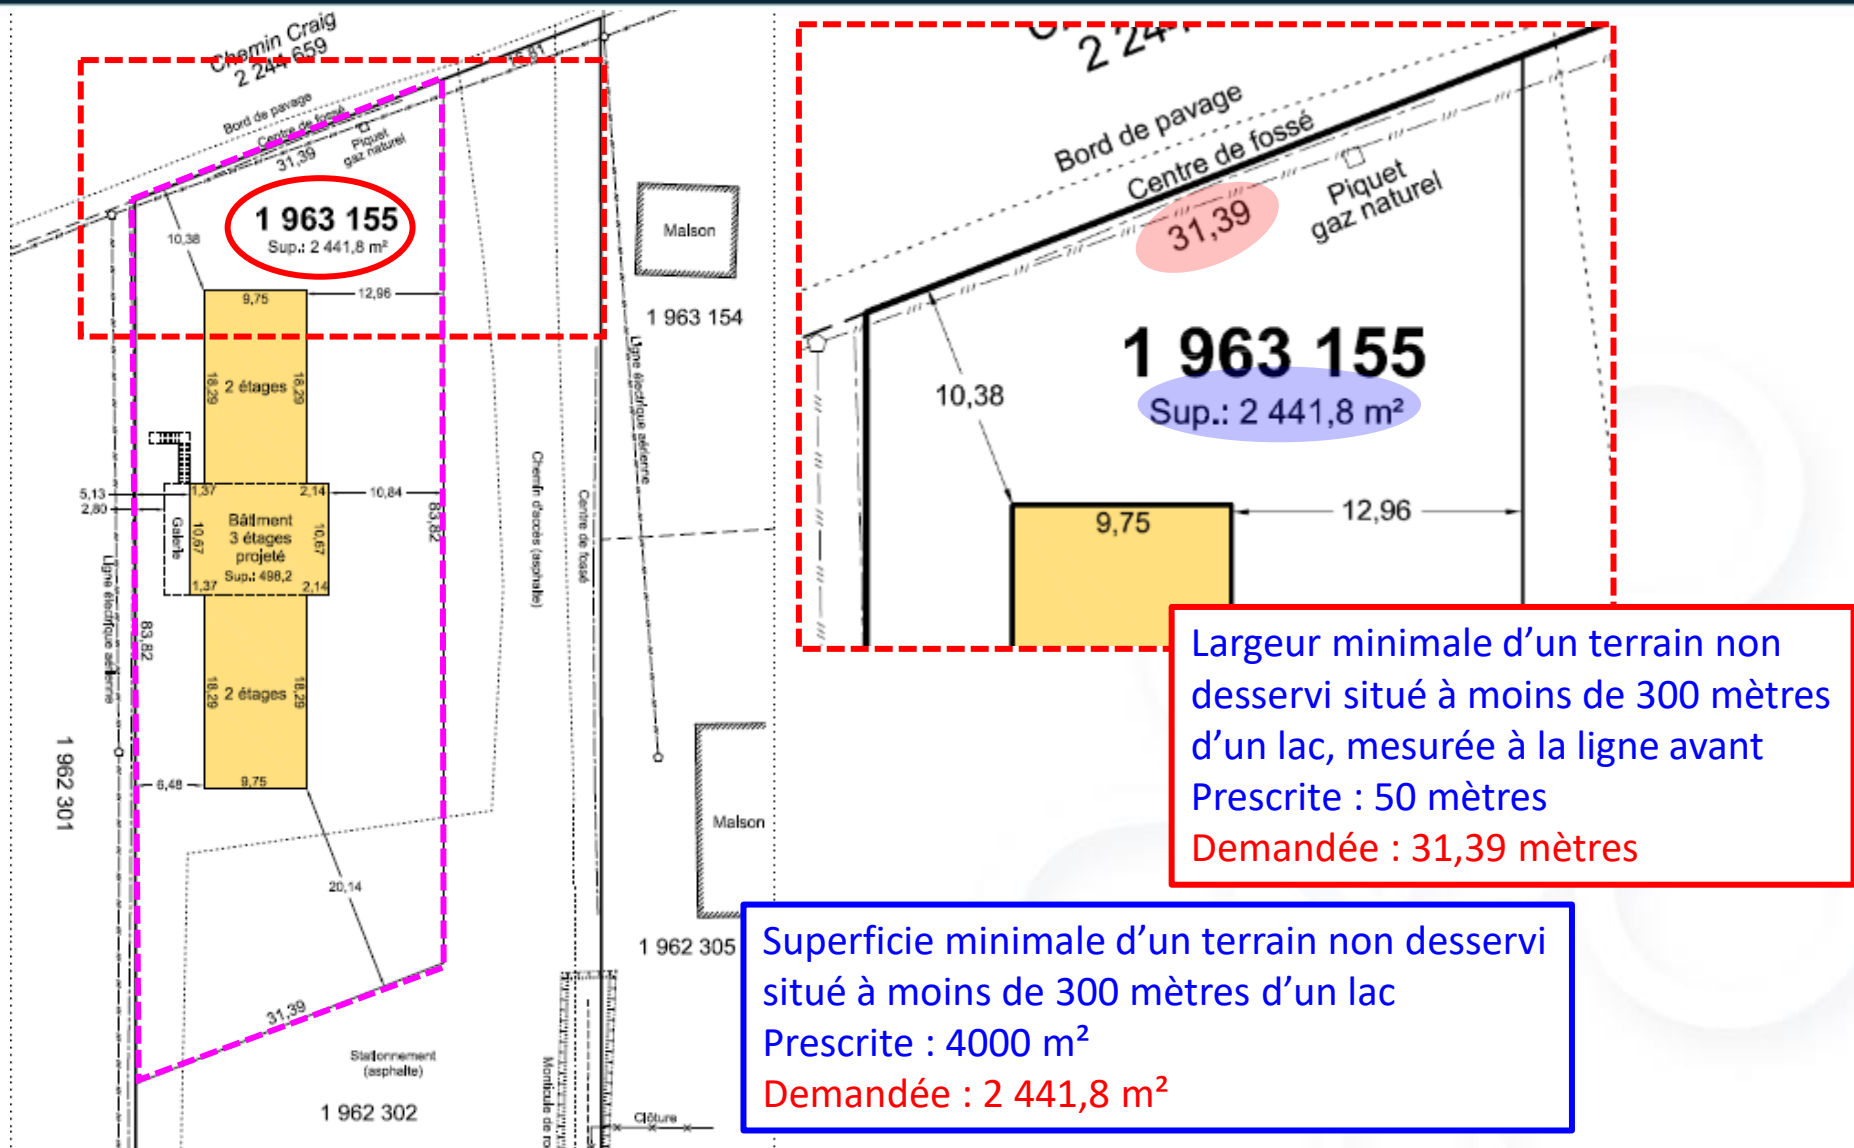 Chemin Craig
2 244 659
Bord de pavage
Centre de fossé
31,39
Piquet
gaz naturel
16,81
10,38
1 963 155
Sup.: 2 441,8 m²
Maison
1 963 154
9,75
12,96
18,29
2 étages
18,29
Ligne électrique aérienne
5,13
2,80
1,37
2,14
10,84
83,82
Galerie
10,67
Bâtiment
3 étages
projeté
Sup.: 498,2
10,67
1,37
2,14
Chemin d'accès (asphalte)
Centre de fossé
Ligne électrique aérienne
83,82
18,29
2 étages
18,29
6,48
9,75
1 962 301
Maison
20,14
1 962 305
31,39
Stationnement
(asphalte)
1 962 302
Monticule de ro
Clôture
2 24
Bord de pavage
Centre de fossé
31,39
Piquet
gaz naturel
1 963 155
Sup.: 2 441,8 m²
10,38
9,75
12,96
Largeur minimale d’un terrain non
desservi situé à moins de 300 mètres
d’un lac, mesurée à la ligne avant
Prescrite : 50 mètres
Demandée : 31,39 mètres
Superficie minimale d’un terrain non desservi
situé à moins de 300 mètres d’un lac
Prescrite : 4000 m²
Demandée : 2 441,8 m²